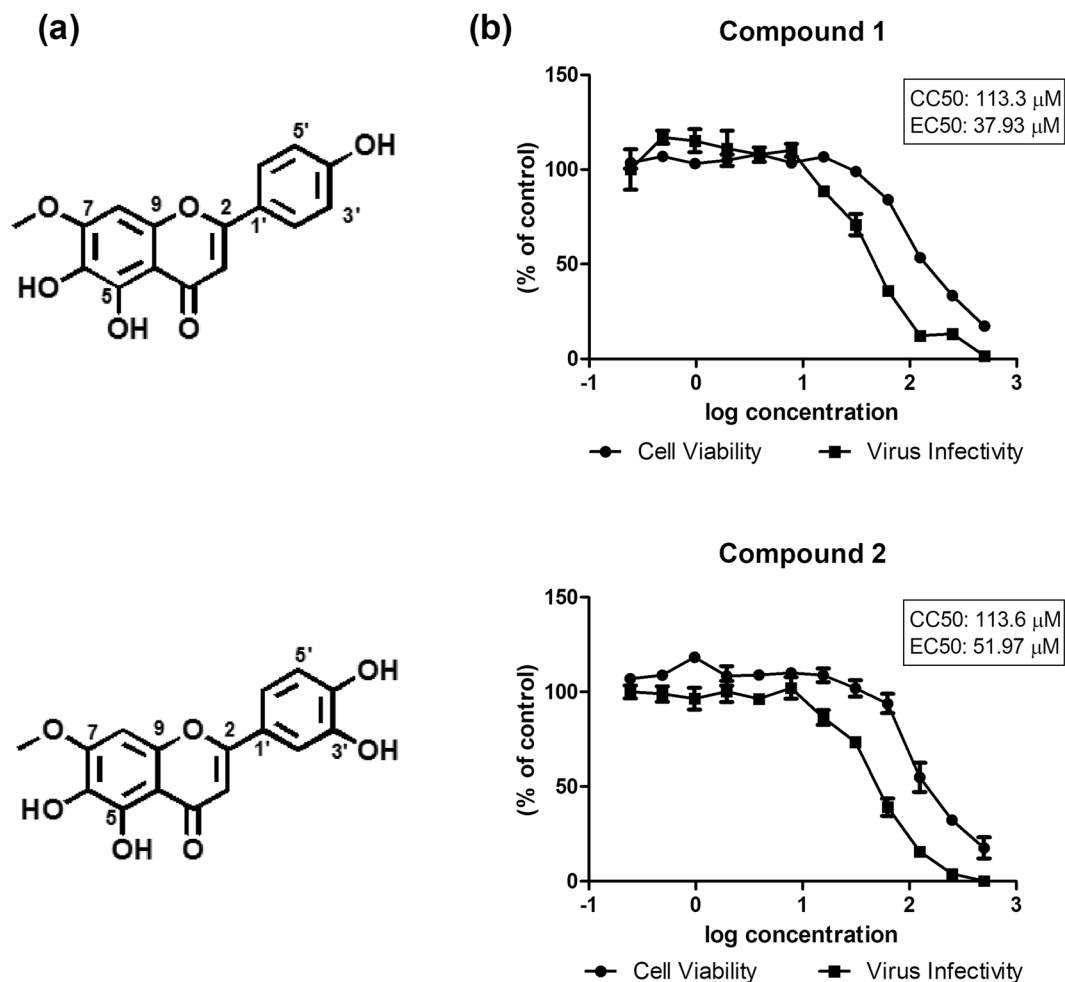 (a)
(b)
OH
5'
3'
1'
2
O
9
7
O
HO
5
OH
O
Compound 1
CC50: 113.3 µM
EC50: 37.93 µM
(% of control)
150
100
50
0
-1 0 1 2 3
log concentration
Cell Viability Virus Infectivity
5'
OH
OH
3'
1'
2
O
9
7
O
HO
5
OH
O
Compound 2
CC50: 113.6 µM
EC50: 51.97 µM
(% of control)
150
100
50
0
-1 0 1 2 3
log concentration
Cell Viability Virus Infectivity